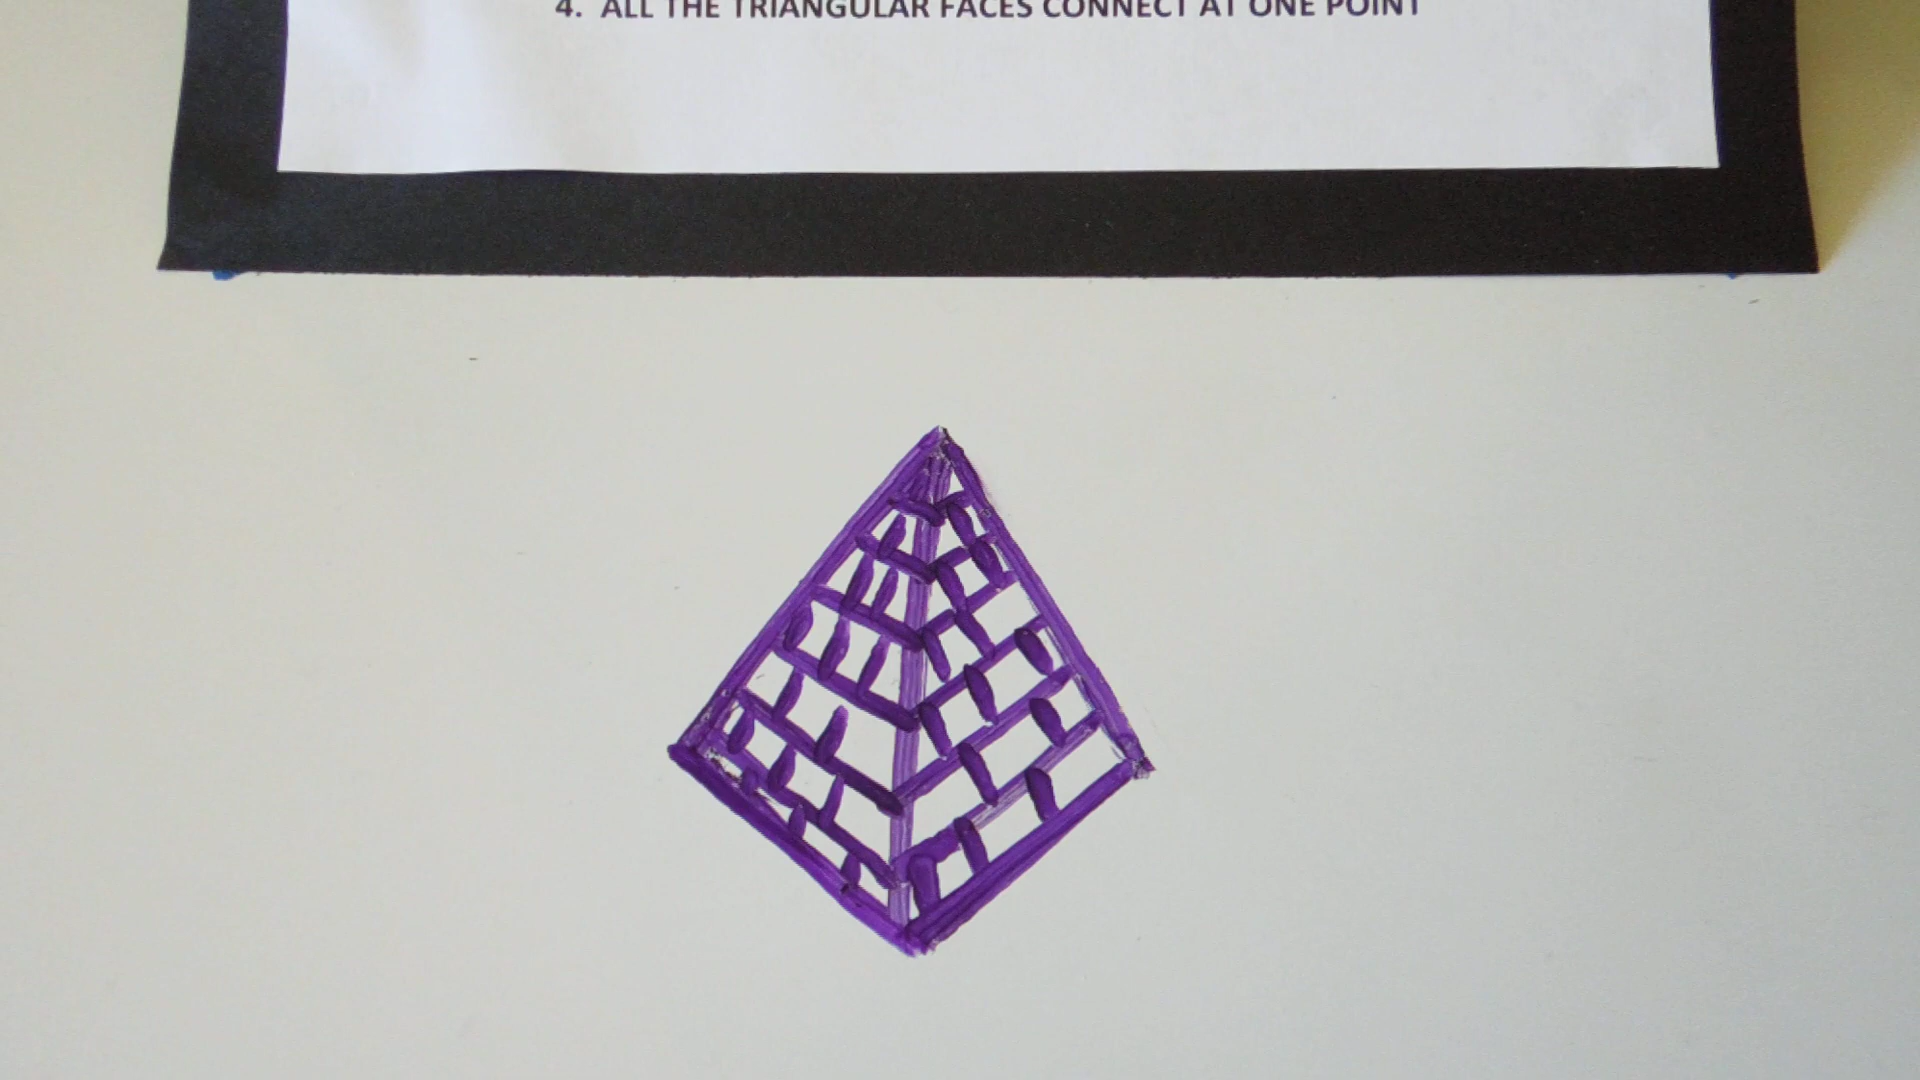 4. ALL THE TRIANGULAR FACES CONNECT AT ONE POINT